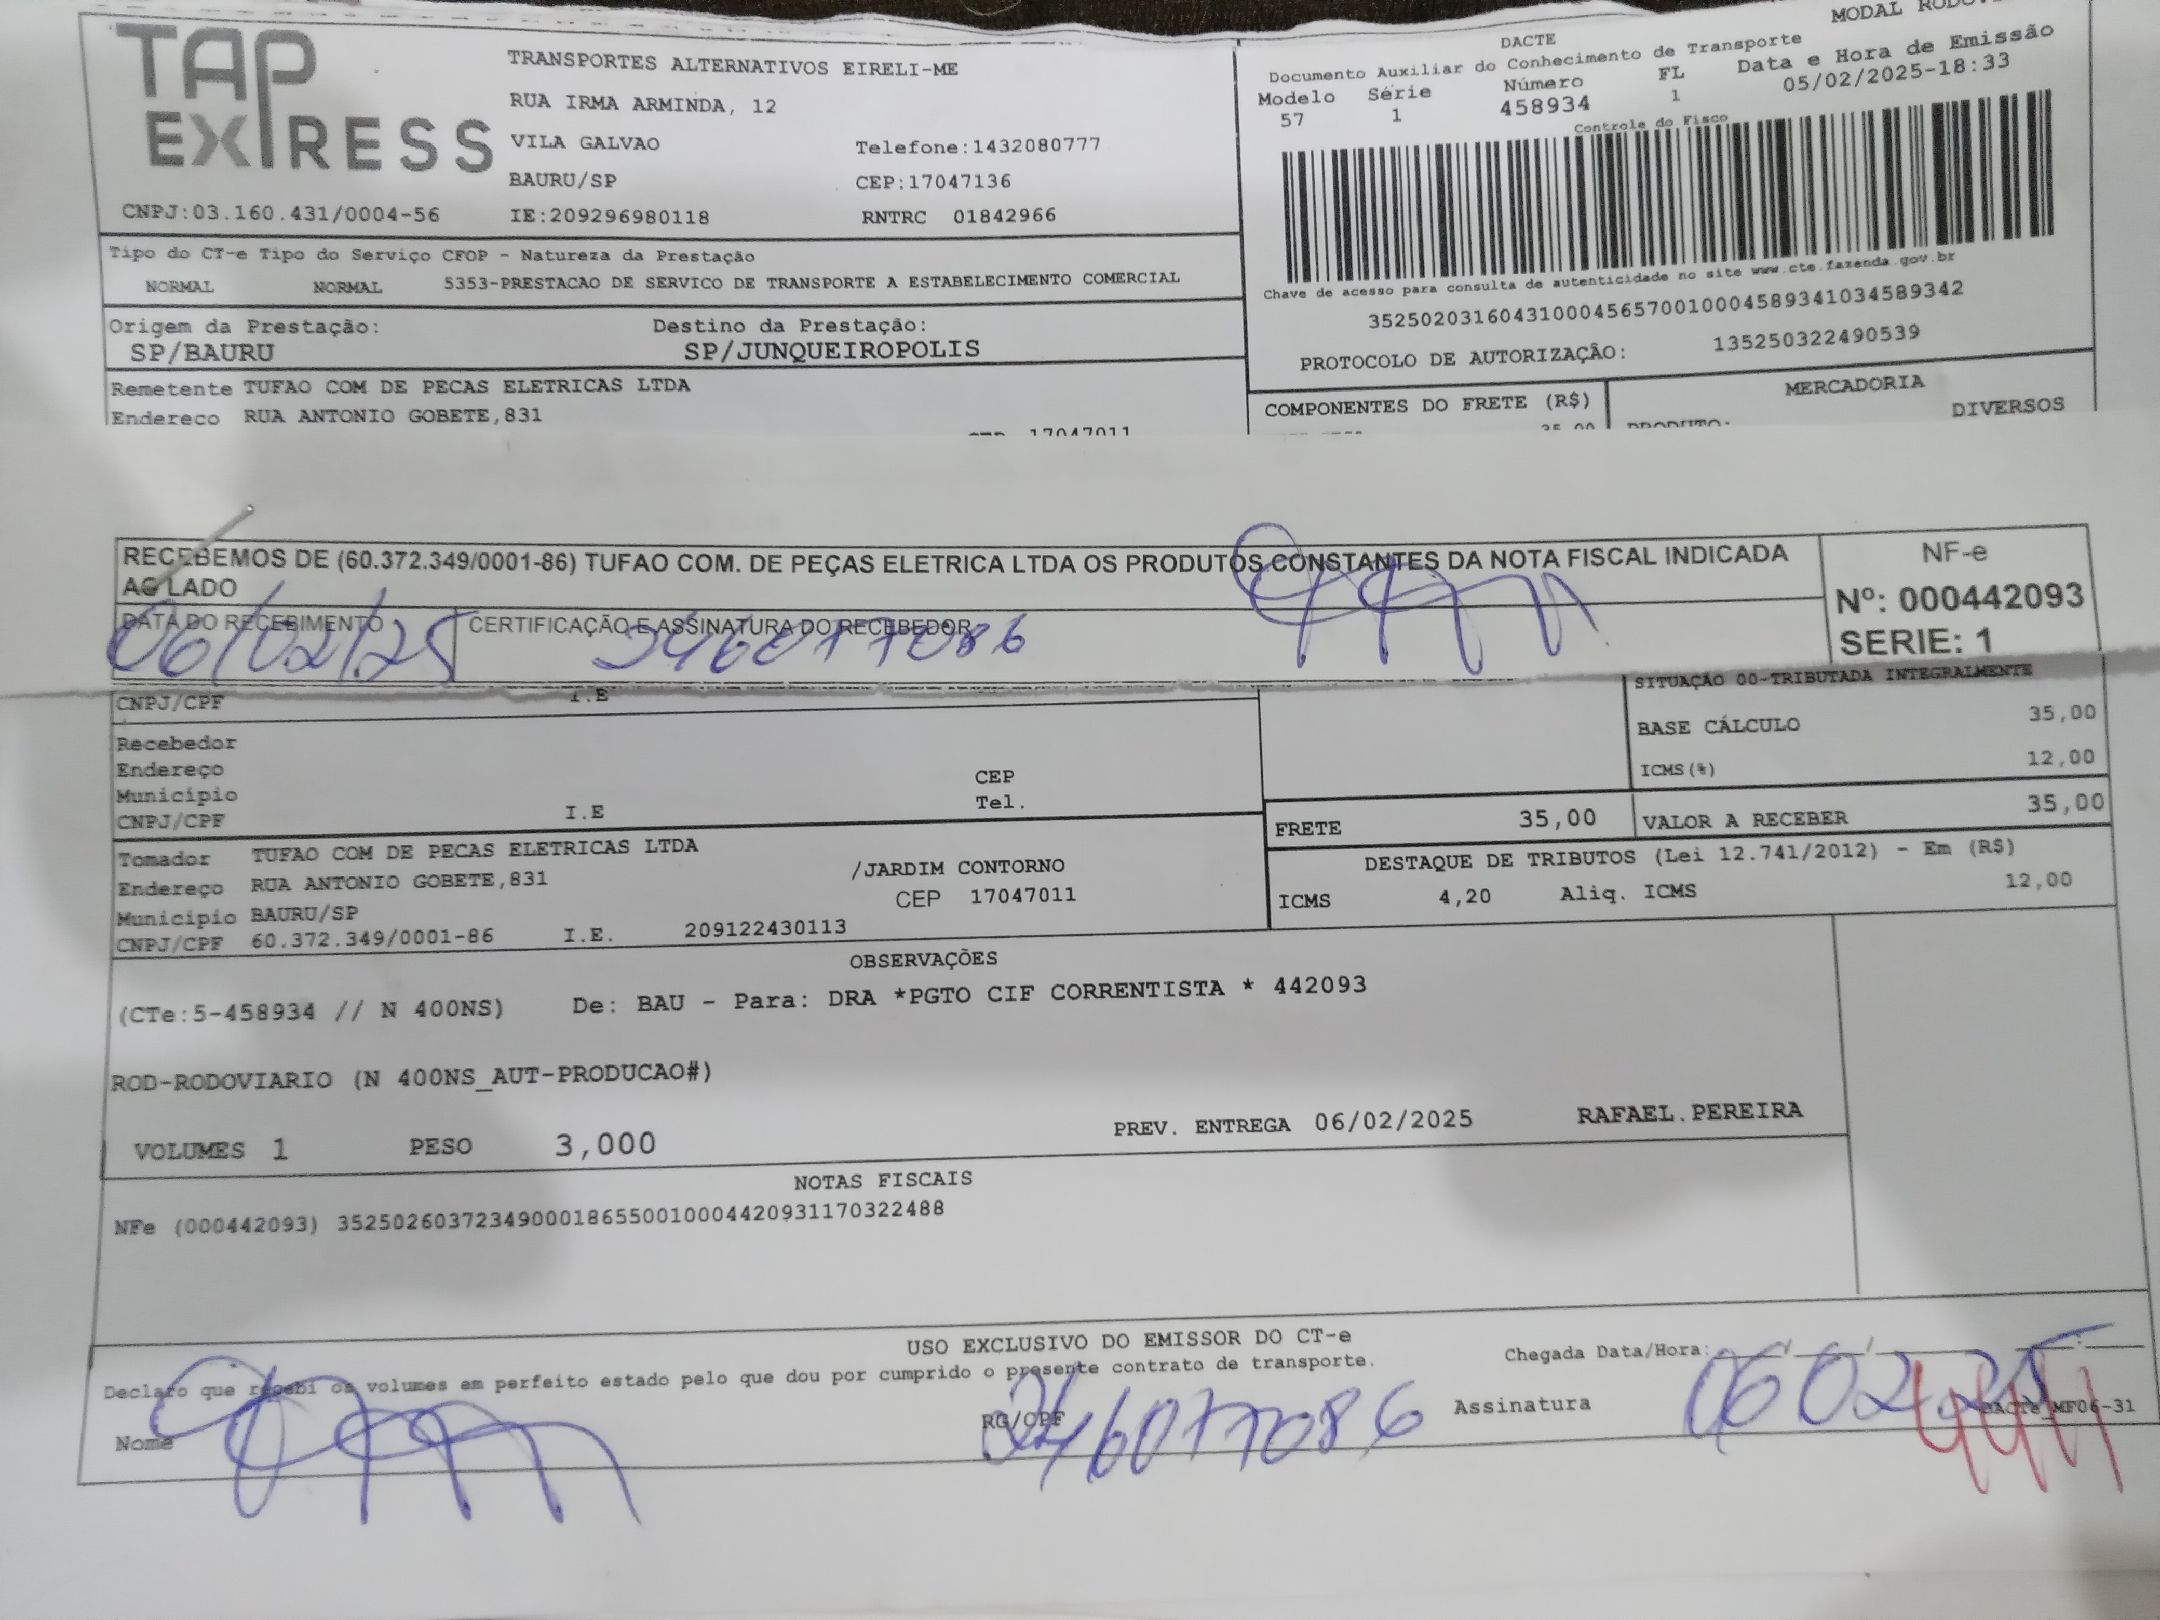 TAP EXPRESS
TRANSPORTES ALTERNATIVOS EIRELI-ME
RUA IRMA ARMINDA, 12
VILA GALVAO Telefone:1432080777
BAURU/SP CEP:17047136
CNPJ:03.160.431/0004-56 IE:209296980118 RNTRC 01842966
MODAL
DACTE
Documento Auxiliar do Conhecimento de Transporte
Modelo Série Número FL Data e Hora de Emissão
57 1 458934 1 05/02/2025-18:33
Controle do Fisco
Chave de acesso para consulta de autenticidade no site www.cte.fazenda.gov.br
35250203160431000456570010004589341034589342
PROTOCOLO DE AUTORIZAÇÃO: 135250322490539
Tipo do CT-e Tipo do Serviço CFOP - Natureza da Prestação
NORMAL NORMAL 5353-PRESTACAO DE SERVICO DE TRANSPORTE A ESTABELECIMENTO COMERCIAL
Origem da Prestação: Destino da Prestação:
SP/BAURU SP/JUNQUEIROPOLIS
Remetente TUFAO COM DE PECAS ELETRICAS LTDA
Endereco RUA ANTONIO GOBETE,831
17047011
COMPONENTES DO FRETE (R$) MERCADORIA
35,00 PRODUTO: DIVERSOS
RECEBEMOS DE (60.372.349/0001-86) TUFAO COM. DE PEÇAS ELETRICA LTDA OS PRODUTOS CONSTANTES DA NOTA FISCAL INDICADA
AO LADO
NF-e
Nº: 000442093
SERIE: 1
DATA DO RECEBIMENTO CERTIFICAÇÃO E ASSINATURA DO RECEBEDOR
06/02/25 346077086
CNPJ/CPF I.E
SITUAÇÃO 00-TRIBUTADA INTEGRALMENTE
BASE CÁLCULO 35,00
ICMS(%) 12,00
Recebedor
Endereço CEP
Município Tel.
CNPJ/CPF I.E
FRETE 35,00 VALOR A RECEBER 35,00
Tomador TUFAO COM DE PECAS ELETRICAS LTDA
Endereço RUA ANTONIO GOBETE,831 /JARDIM CONTORNO
Município BAURU/SP CEP 17047011
CNPJ/CPF 60.372.349/0001-86 I.E. 209122430113
DESTAQUE DE TRIBUTOS (Lei 12.741/2012) - Em (R$)
ICMS 4,20 Aliq. ICMS 12,00
OBSERVAÇÕES
(CTe:5-458934 // N 400NS) De: BAU - Para: DRA *PGTO CIF CORRENTISTA * 442093
ROD-RODOVIARIO (N 400NS_AUT-PRODUCAO#)
VOLUMES 1 PESO 3,000 PREV. ENTREGA 06/02/2025 RAFAEL.PEREIRA
NOTAS FISCAIS
NFe (000442093) 35250260372349000186550010004420931170322488
USO EXCLUSIVO DO EMISSOR DO CT-e
Declaro que recebi os volumes em perfeito estado pelo que dou por cumprido o presente contrato de transporte.
Chegada Data/Hora:
Nome RG/CPF 346077086 Assinatura 06 02 25
DACTe_MF06-31